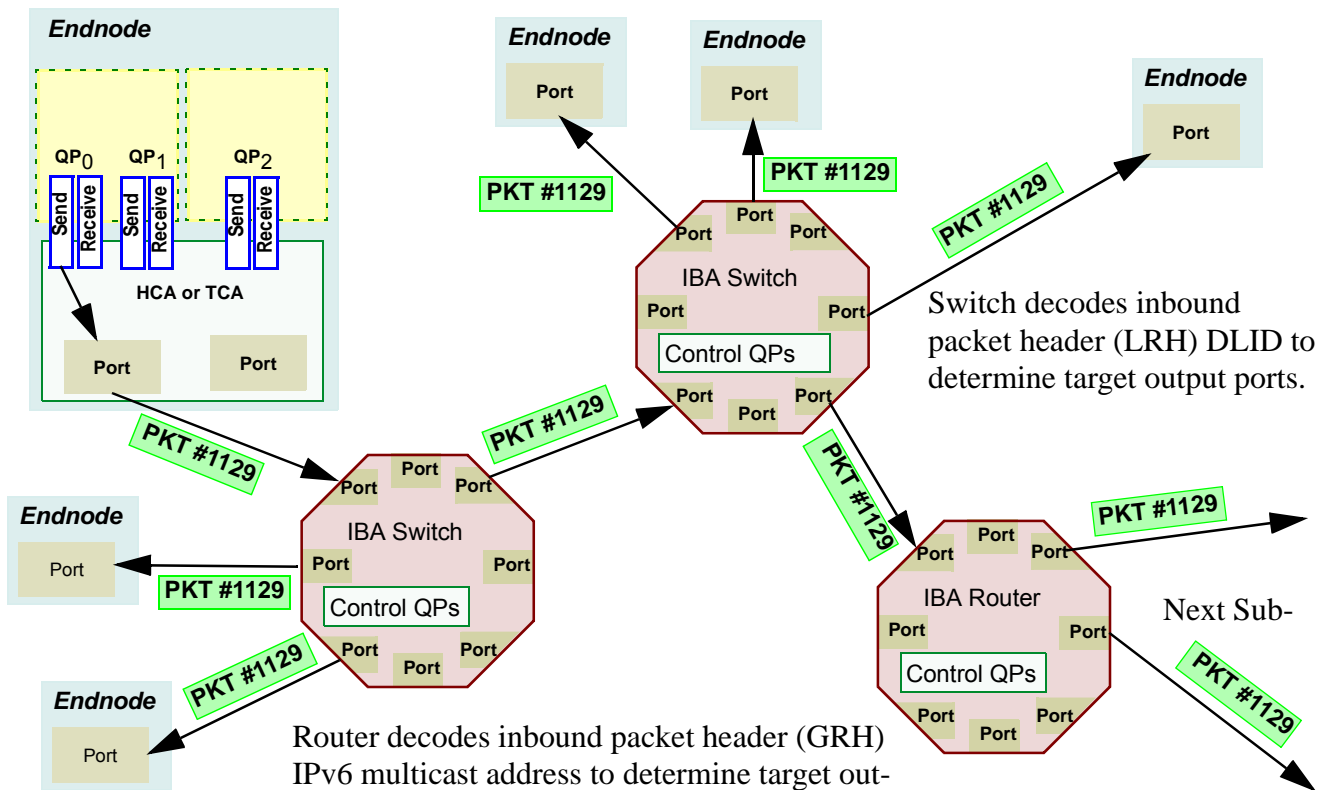 Endnode
QP0 QP1 QP2
Send
Receive
Send
Receive
Send
Receive
HCA or TCA
Port
Port
PKT #1129
Endnode
Port
Endnode
Port
Endnode
Port
PKT #1129
PKT #1129
PKT #1129
Port
Port
Port
IBA Switch
Port
Port
Control QPs
Port
Port
Port
Switch decodes inbound
packet header (LRH) DLID to
determine target output ports.
PKT #1129
PKT #1129
Port
Port
Port
IBA Switch
Port
Port
Control QPs
Port
Port
Port
Endnode
Port
PKT #1129
Endnode
Port
PKT #1129
Port
Port
Port
IBA Router
Port
Port
Control QPs
Port
Port
Port
PKT #1129
Next Sub-
PKT #1129
Router decodes inbound packet header (GRH)
IPv6 multicast address to determine target out-